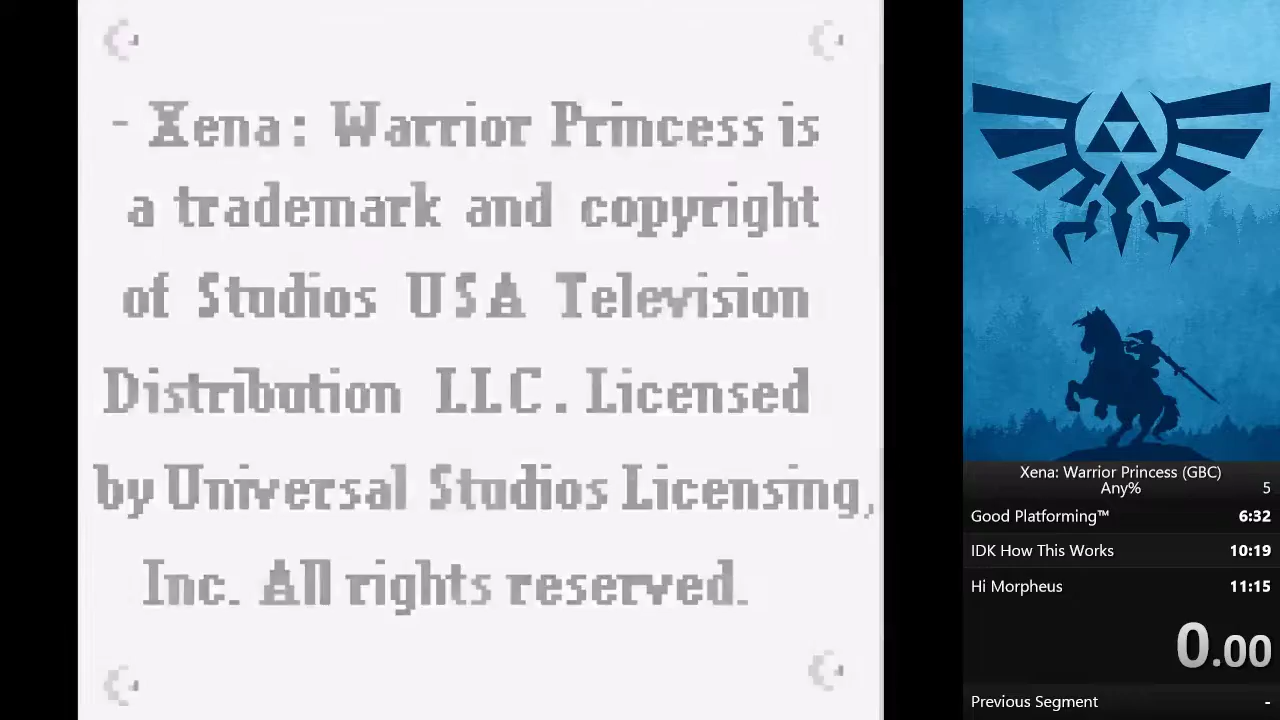 - Xena: Warrior Princess is
a trademark and copyright
of Studios USA Television
Distribution LLC. Licensed
by Universal Studios Licensing,
Inc. All rights reserved.
Xena: Warrior Princess (GBC)
Any% 5
Good Platforming™ 6:32
IDK How This Works 10:19
Hi Morpheus 11:15
0.00
Previous Segment -